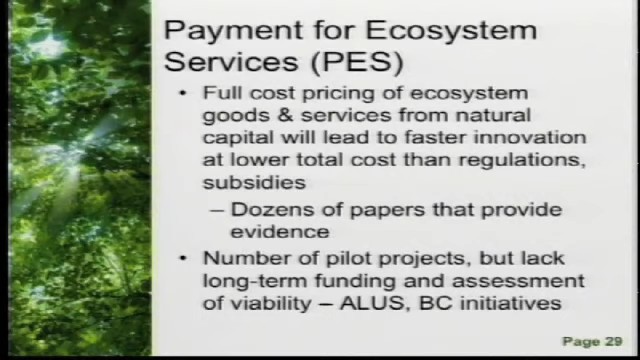 Payment for Ecosystem
Services (PES)
• Full cost pricing of ecosystem
goods & services from natural
capital will lead to faster innovation
at lower total cost than regulations,
subsidies
– Dozens of papers that provide
evidence
• Number of pilot projects, but lack
long-term funding and assessment
of viability – ALUS, BC initiatives
Page 29